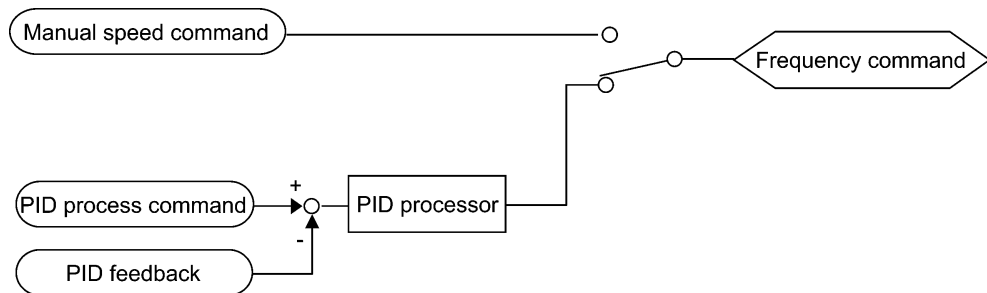 Manual speed command
Frequency command
+
PID process command
PID processor
-
PID feedback